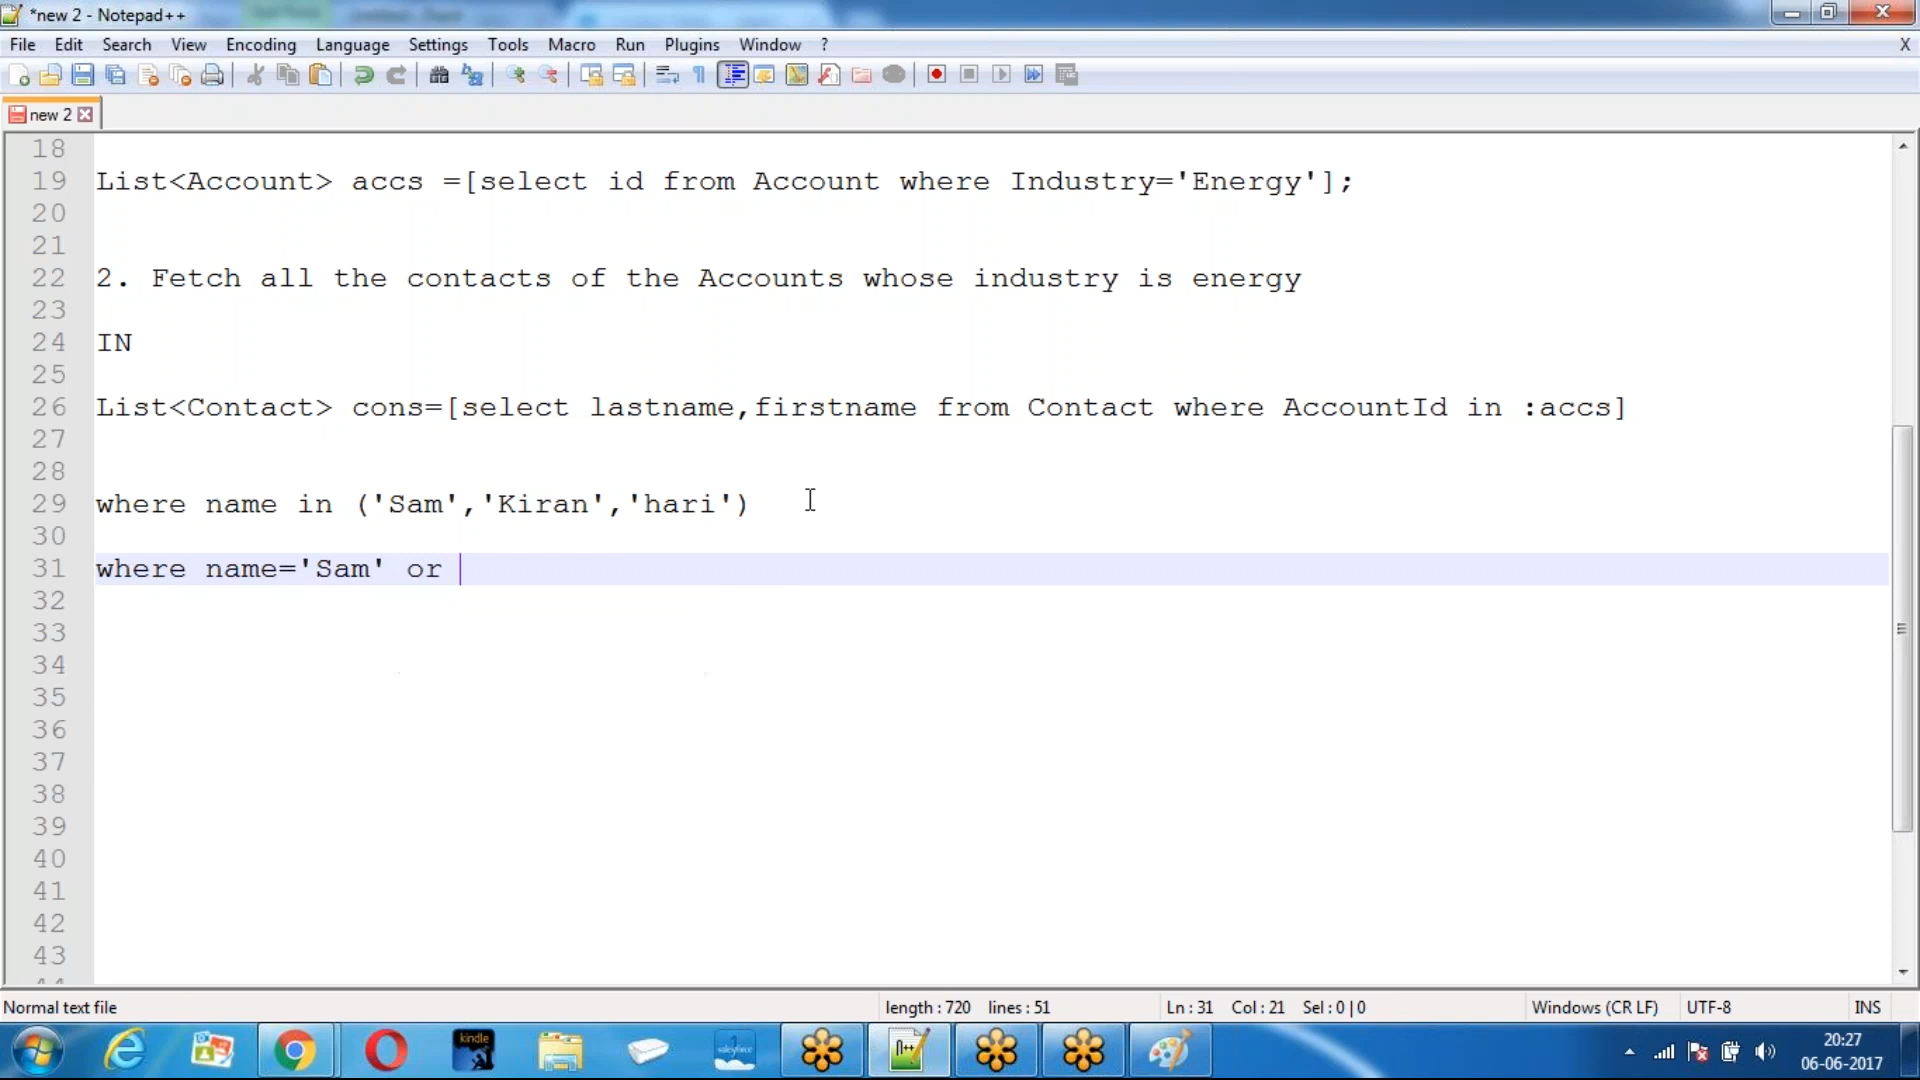 *new 2 - Notepad++
File Edit Search View Encoding Language Settings Tools Macro Run Plugins Window ? X
new 2
18
19 List<Account> accs =[select id from Account where Industry='Energy'];
20
21
22 2. Fetch all the contacts of the Accounts whose industry is energy
23
24 IN
25
26 List<Contact> cons=[select lastname,firstname from Contact where AccountId in :accs]
27
28
29 where name in ('Sam','Kiran','hari')
30
31 where name='Sam' or
32
33
34
35
36
37
38
39
40
41
42
43
Normal text file length : 720 lines : 51 Ln : 31 Col : 21 Sel : 0 | 0 Windows (CR LF) UTF-8 INS
kindle
salesforce
20:27
06-06-2017